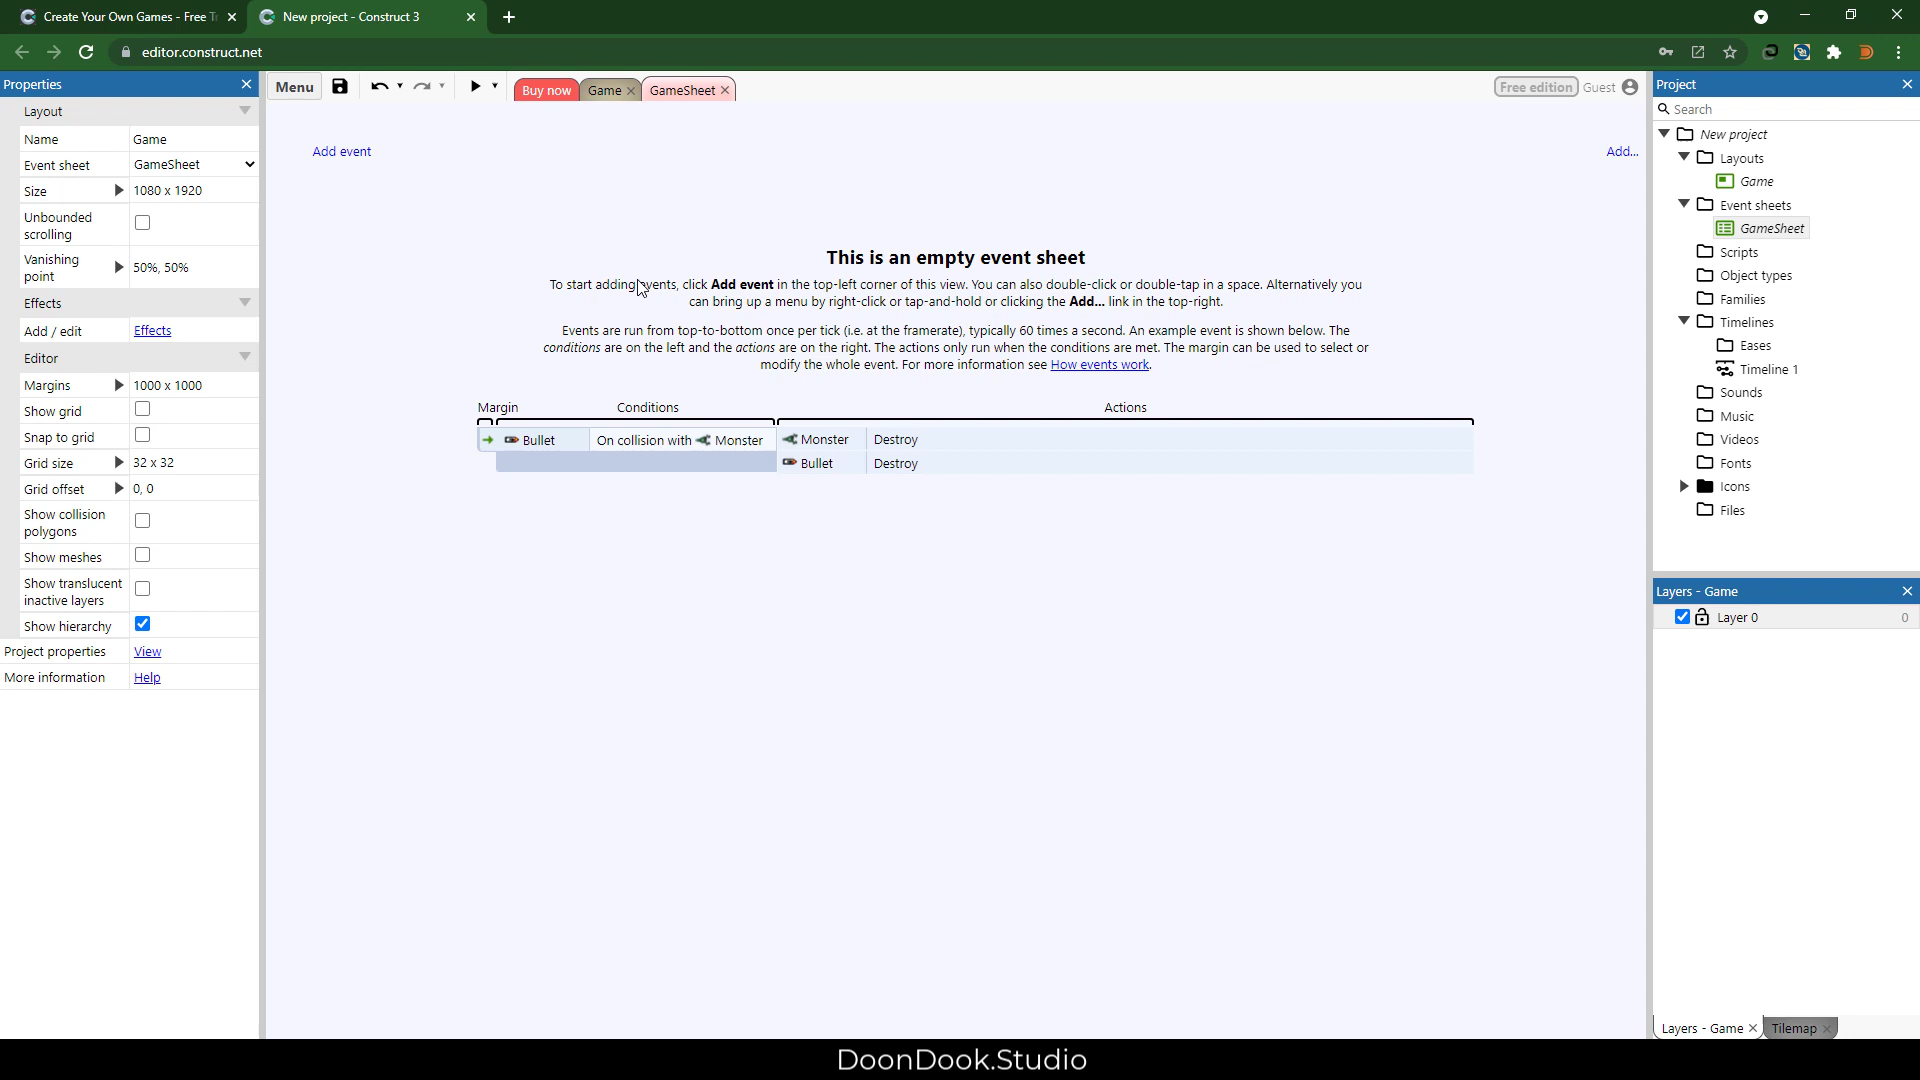 Create Your Own Games - Free Tr
New project - Construct 3
editor.construct.net
Properties
Layout
Name Game
Event sheet GameSheet
Size 1080 x 1920
Unbounded
scrolling
Vanishing
point 50%, 50%
Effects
Add / edit Effects
Editor
Margins 1000 x 1000
Show grid
Snap to grid
Grid size 32 x 32
Grid offset 0, 0
Show collision
polygons
Show meshes
Show translucent
inactive layers
Show hierarchy
Project properties View
More information Help
Menu
Buy now
Game
GameSheet
Free edition Guest
Add event
Add...
This is an empty event sheet
To start adding events, click Add event in the top-left corner of this view. You can also double-click or double-tap in a space. Alternatively you
can bring up a menu by right-click or tap-and-hold or clicking the Add... link in the top-right.
Events are run from top-to-bottom once per tick (i.e. at the framerate), typically 60 times a second. An example event is shown below. The
conditions are on the left and the actions are on the right. The actions only run when the conditions are met. The margin can be used to select or
modify the whole event. For more information see How events work.
Margin Conditions Actions
Bullet On collision with Monster Monster Destroy
Bullet Destroy
Project
Search
New project
Layouts
Game
Event sheets
GameSheet
Scripts
Object types
Families
Timelines
Eases
Timeline 1
Sounds
Music
Videos
Fonts
Icons
Files
Layers - Game
Layer 0 0
Layers - Game Tilemap
DoonDook.Studio